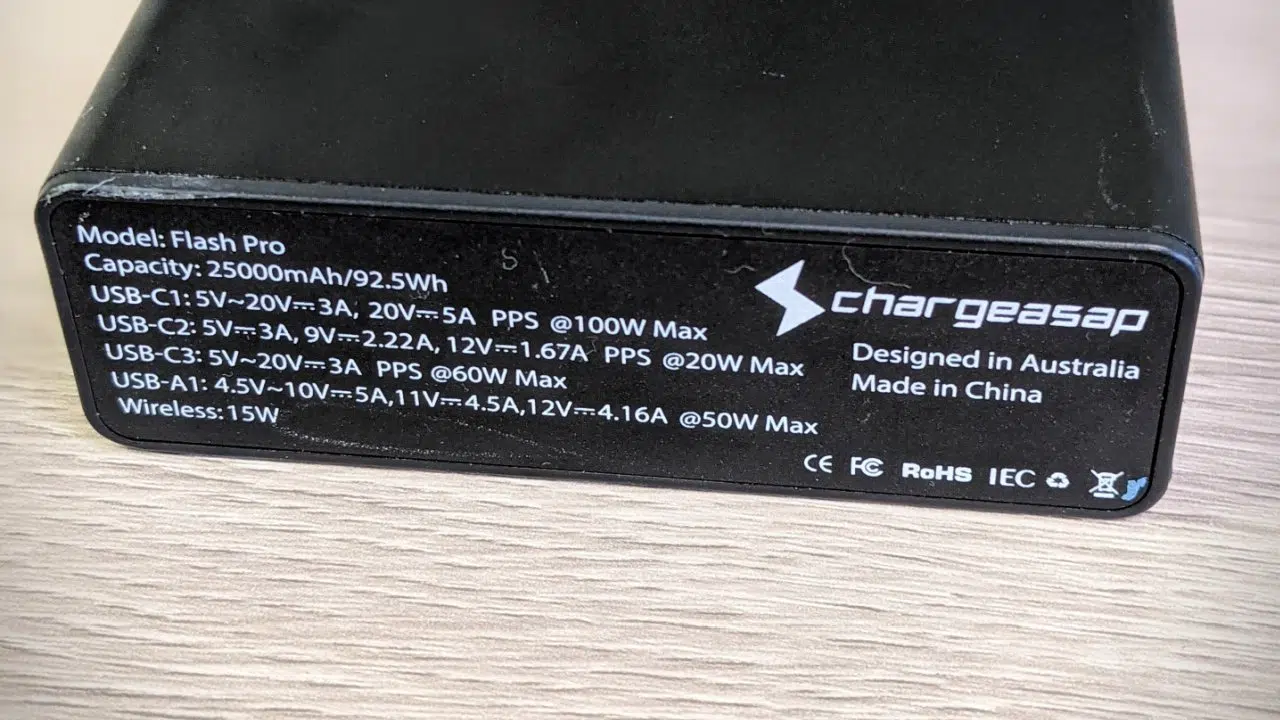 Model: Flash Pro
Capacity: 25000mAh/92.5Wh
USB-C1: 5V~20V⎓3A, 20V⎓5A PPS @100W Max
USB-C2: 5V⎓3A, 9V⎓2.22A, 12V⎓1.67A PPS @20W Max
USB-C3: 5V~20V⎓3A PPS @60W Max
USB-A1: 4.5V~10V⎓5A,11V⎓4.5A,12V⎓4.16A @50W Max
Wireless: 15W
chargeasap
Designed in Australia
Made in China
CE FC RoHS IEC